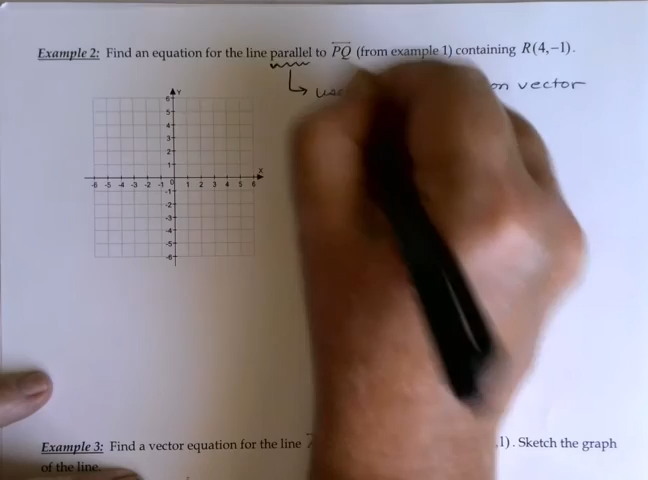 Example 2: Find an equation for the line parallel to PQ (from example 1) containing R(4,−1).
on vector
Y
6
5
4
3
2
1
X
-6 -5 -4 -3 -2 -1 0 1 2 3 4 5 6
-1
-2
-3
-4
-5
-6
Example 3: Find a vector equation for the line ,1). Sketch the graph
of the line.